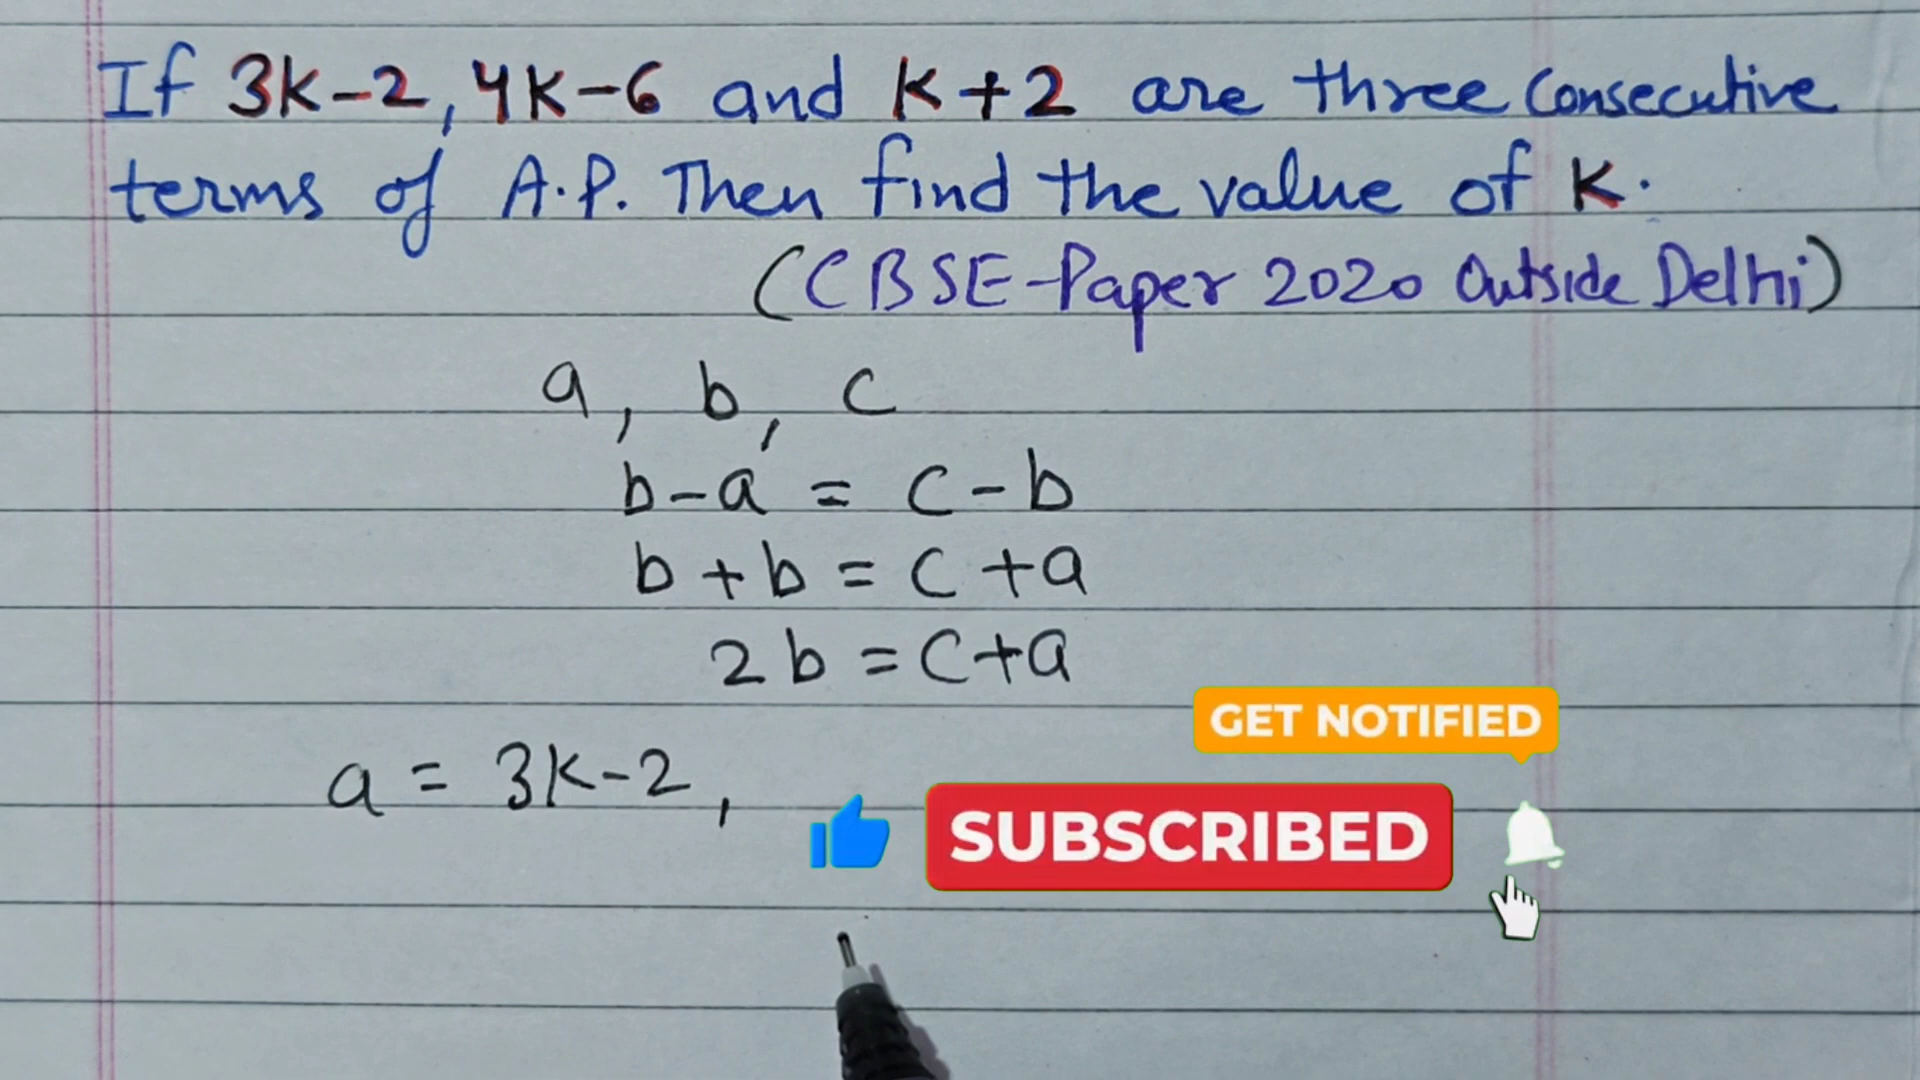 If 3K-2, 4K-6 and K+2 are three Consecutive
terms of A.P. Then find the value of K.
(CBSE-Paper 2020 Outside Delhi)
a, b, c
b-a = c-b
b+b = c+a
2b = c+a
a = 3K-2,
GET NOTIFIED
SUBSCRIBED